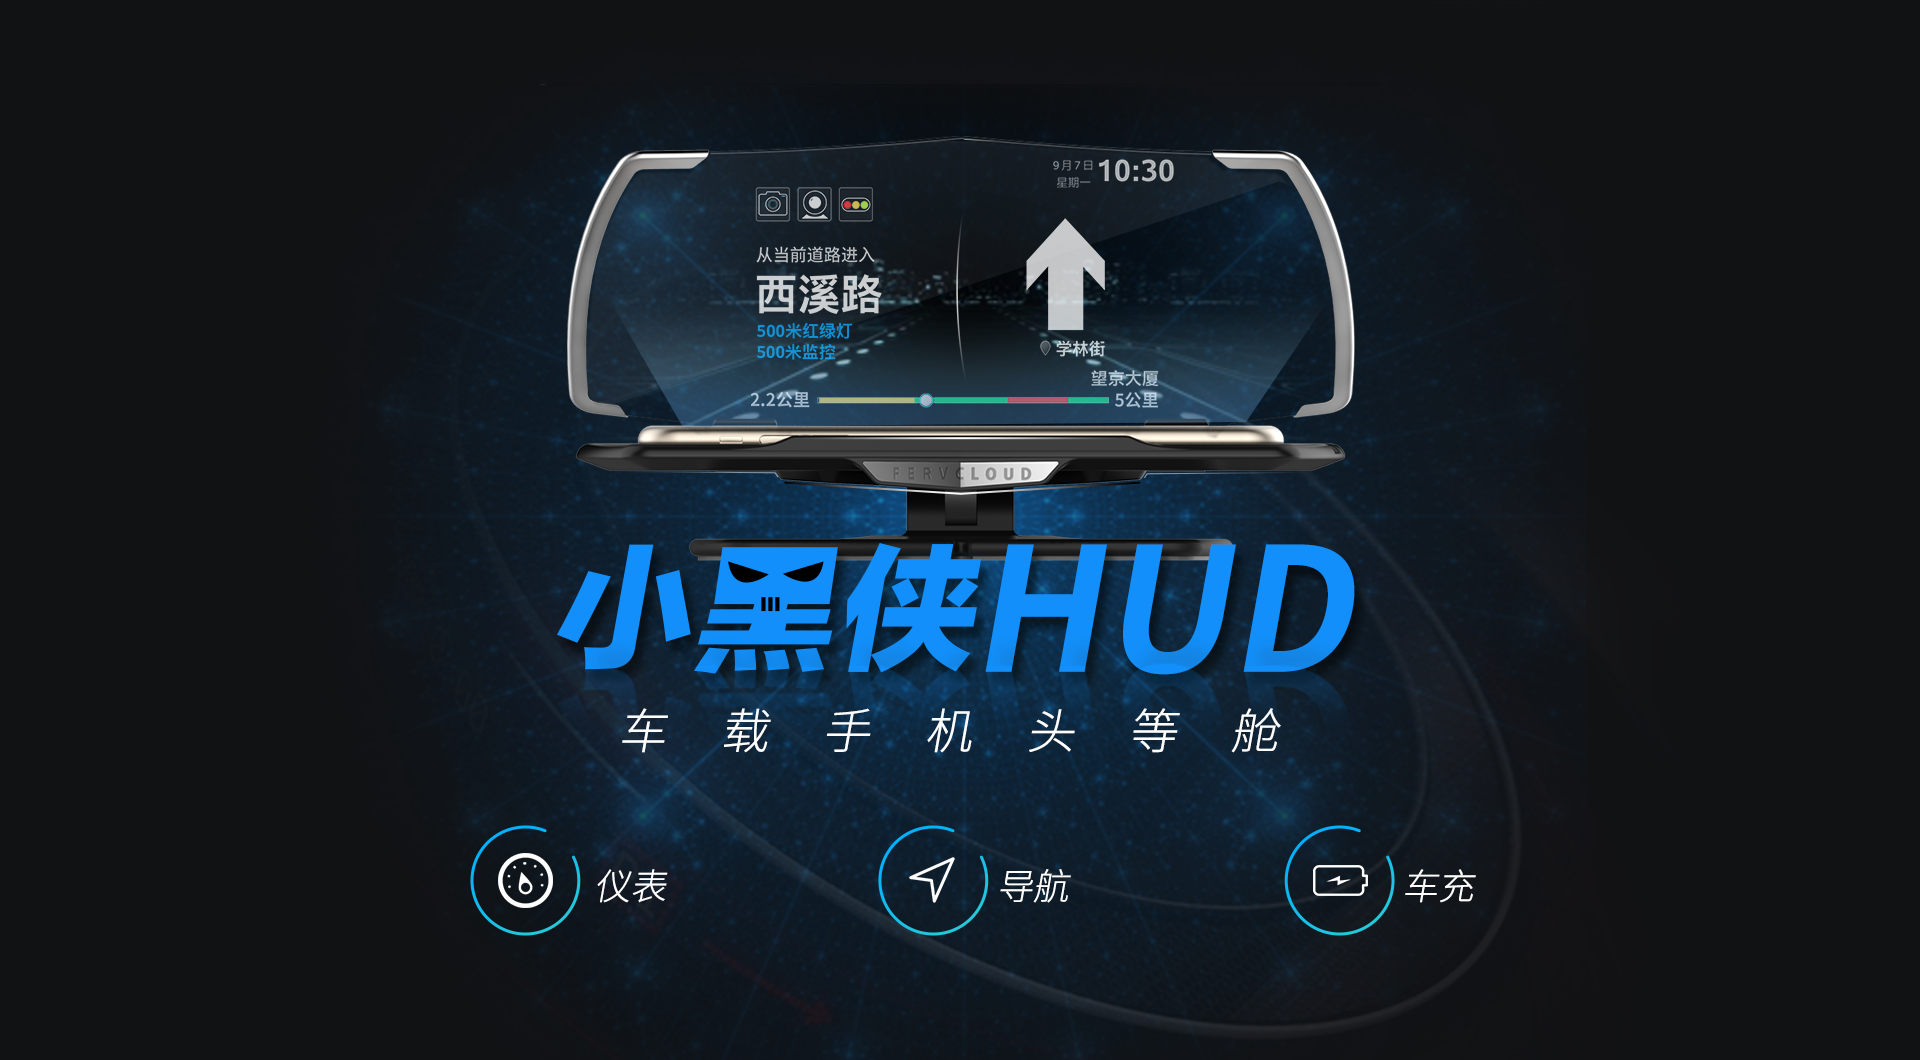 9月7日 10:30
星期一
从当前道路进入
西溪路
500米红绿灯
500米监控
学林街
望京大厦
2.2公里 5公里
FERVCLOUD
小黑侠HUD
车载手机头等舱
仪表 导航 车充